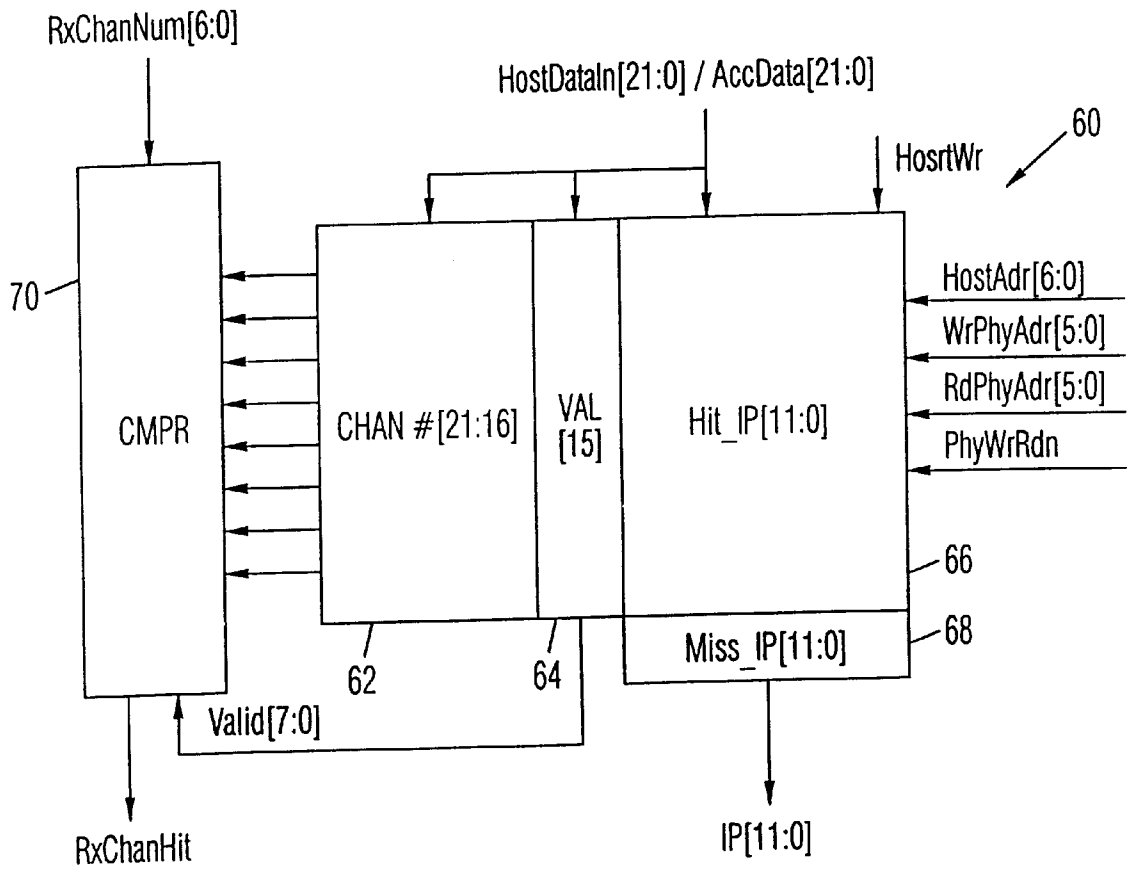 RxChanNum[6:0]
HostDataIn[21:0] / AccData[21:0]
60
HosrtWr
70
CMPR
CHAN #[21:16]
VAL
[15]
Hit_IP[11:0]
HostAdr[6:0]
WrPhyAdr[5:0]
RdPhyAdr[5:0]
PhyWrRdn
66
Miss_IP[11:0]
68
62
64
Valid[7:0]
RxChanHit
IP[11:0]